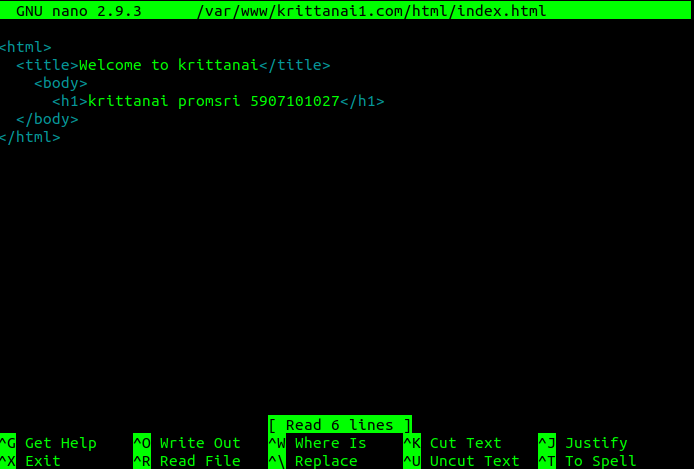 GNU nano 2.9.3 /var/www/krittanai1.com/html/index.html
<html>
<title>Welcome to krittanai</title>
<body>
<h1>krittanai promsri 5907101027</h1>
</body>
</html>
[ Read 6 lines ]
^G Get Help ^O Write Out ^W Where Is ^K Cut Text ^J Justify
^X Exit ^R Read File ^\ Replace ^U Uncut Text ^T To Spell